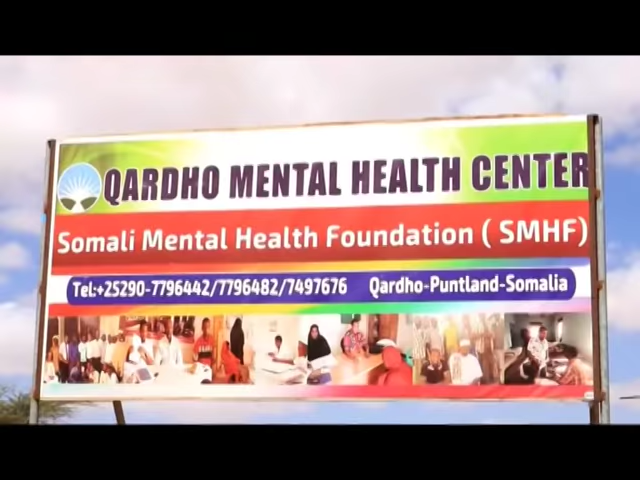 QARDHO MENTAL HEALTH CENTER
Somali Mental Health Foundation ( SMHF)
Tel:+25290-7796442/7796482/7497676 Qardho-Puntland-Somalia